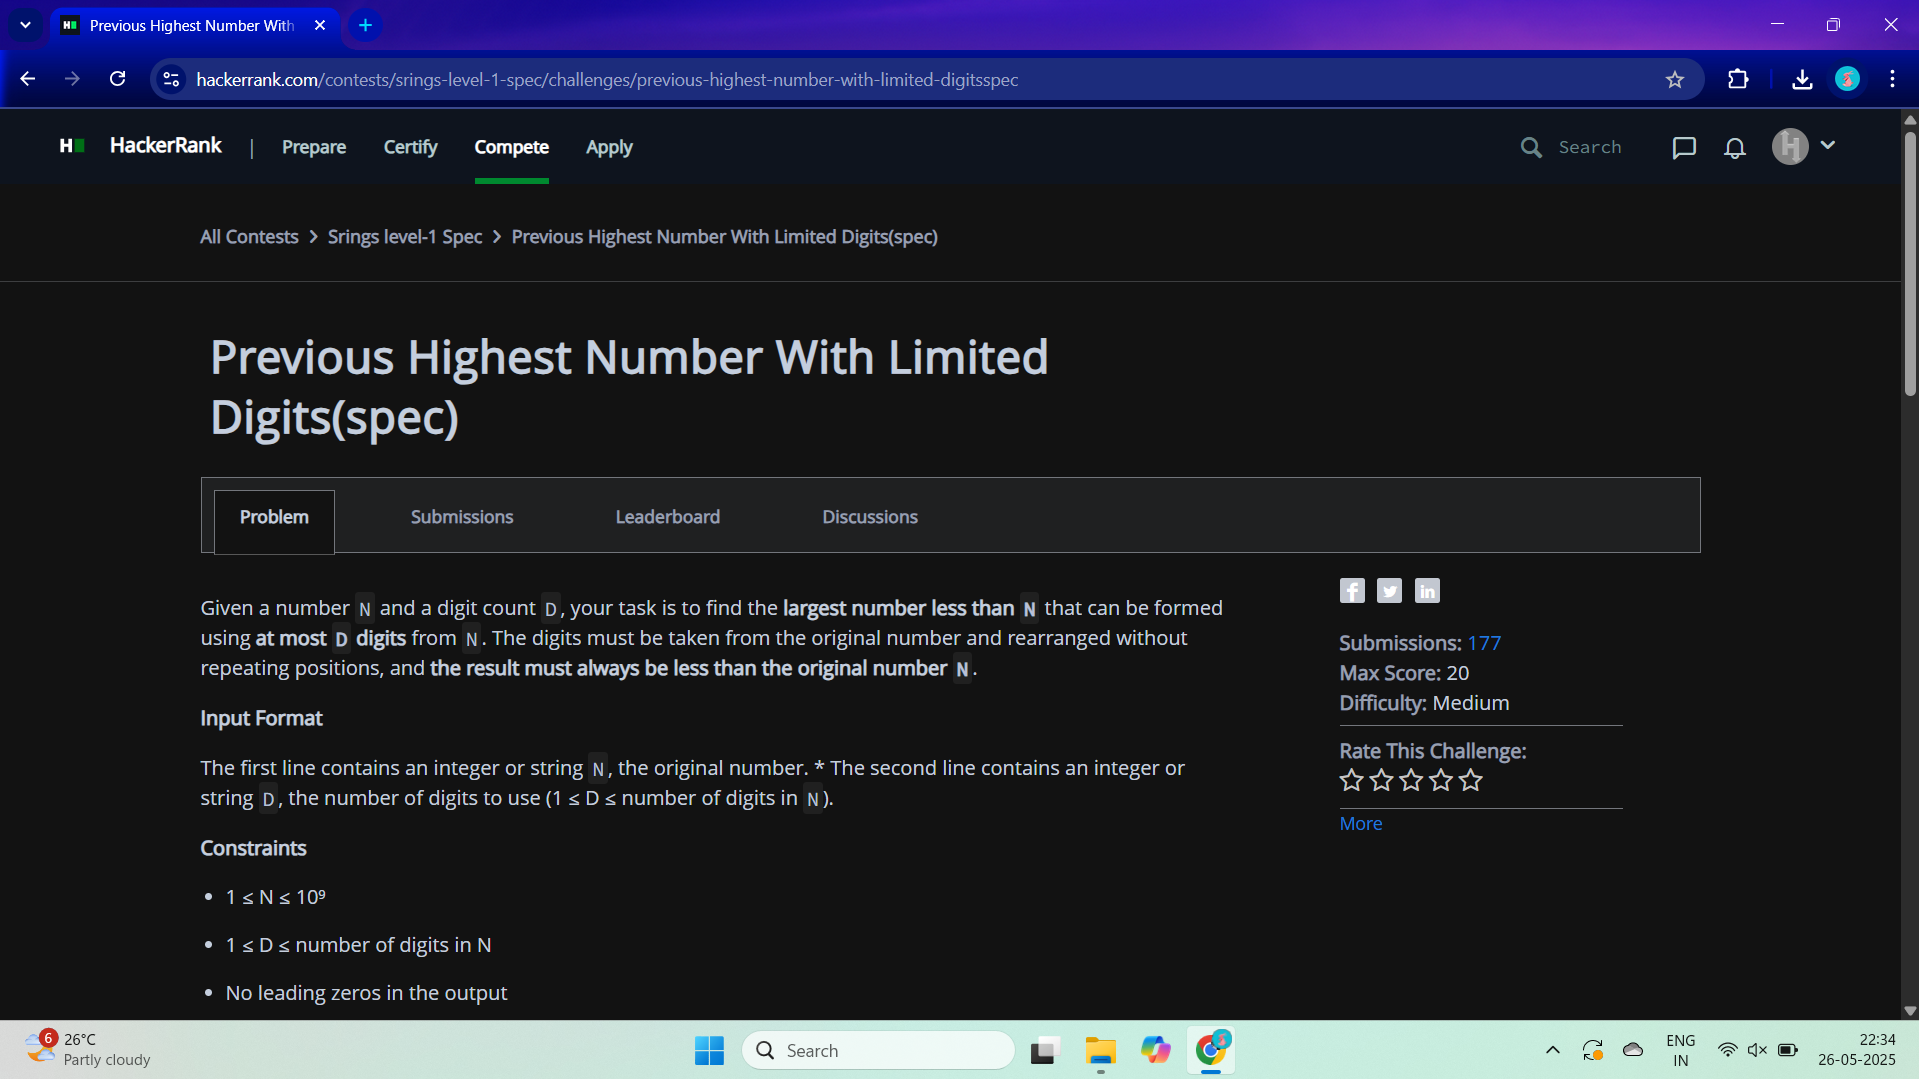 Previous Highest Number With
hackerrank.com/contests/srings-level-1-spec/challenges/previous-highest-number-with-limited-digitsspec
H
HackerRank | Prepare Certify Compete Apply Search
H
All Contests > Srings level-1 Spec > Previous Highest Number With Limited Digits(spec)
Previous Highest Number With Limited
Digits(spec)
Problem Submissions Leaderboard Discussions
Given a number N and a digit count D, your task is to find the largest number less than N that can be formed
using at most D digits from N. The digits must be taken from the original number and rearranged without
repeating positions, and the result must always be less than the original number N.
Input Format
The first line contains an integer or string N, the original number. * The second line contains an integer or
string D, the number of digits to use (1 ≤ D ≤ number of digits in N).
Constraints
• 1 ≤ N ≤ 10⁹
• 1 ≤ D ≤ number of digits in N
• No leading zeros in the output
f in
Submissions: 177
Max Score: 20
Difficulty: Medium
Rate This Challenge:
More
6
26°C
Partly cloudy
Search
ENG
IN
22:34
26-05-2025